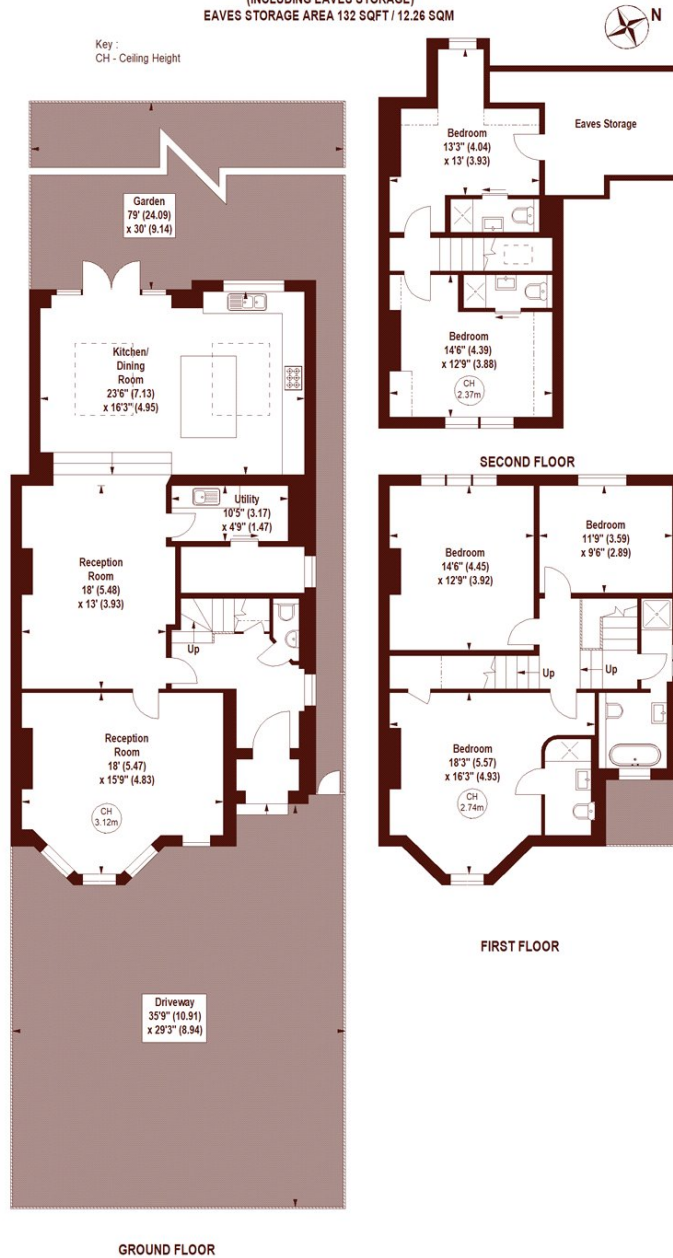 (INCLUDING EAVES STORAGE)
EAVES STORAGE AREA 132 SQFT / 12.26 SQM
N
Key :
CH - Ceiling Height
Bedroom
13'3" (4.04)
x 13' (3.93)
Eaves Storage
Garden
79' (24.09)
x 30' (9.14)
Kitchen/
Dining
Room
23'6" (7.13)
x 16'3" (4.95)
Bedroom
14'6" (4.39)
x 12'9" (3.88)
CH
2.37m
SECOND FLOOR
Utility
10'5" (3.17)
x 4'9" (1.47)
Reception
Room
18' (5.48)
x 13' (3.93)
Up
Bedroom
14'6" (4.45)
x 12'9" (3.92)
Bedroom
11'9" (3.59)
x 9'6" (2.89)
Up
Up
Reception
Room
18' (5.47)
x 15'9" (4.83)
CH
3.12m
Bedroom
18'3" (5.57)
x 16'3" (4.93)
CH
2.74m
FIRST FLOOR
Driveway
35'9" (10.91)
x 29'3" (8.94)
GROUND FLOOR